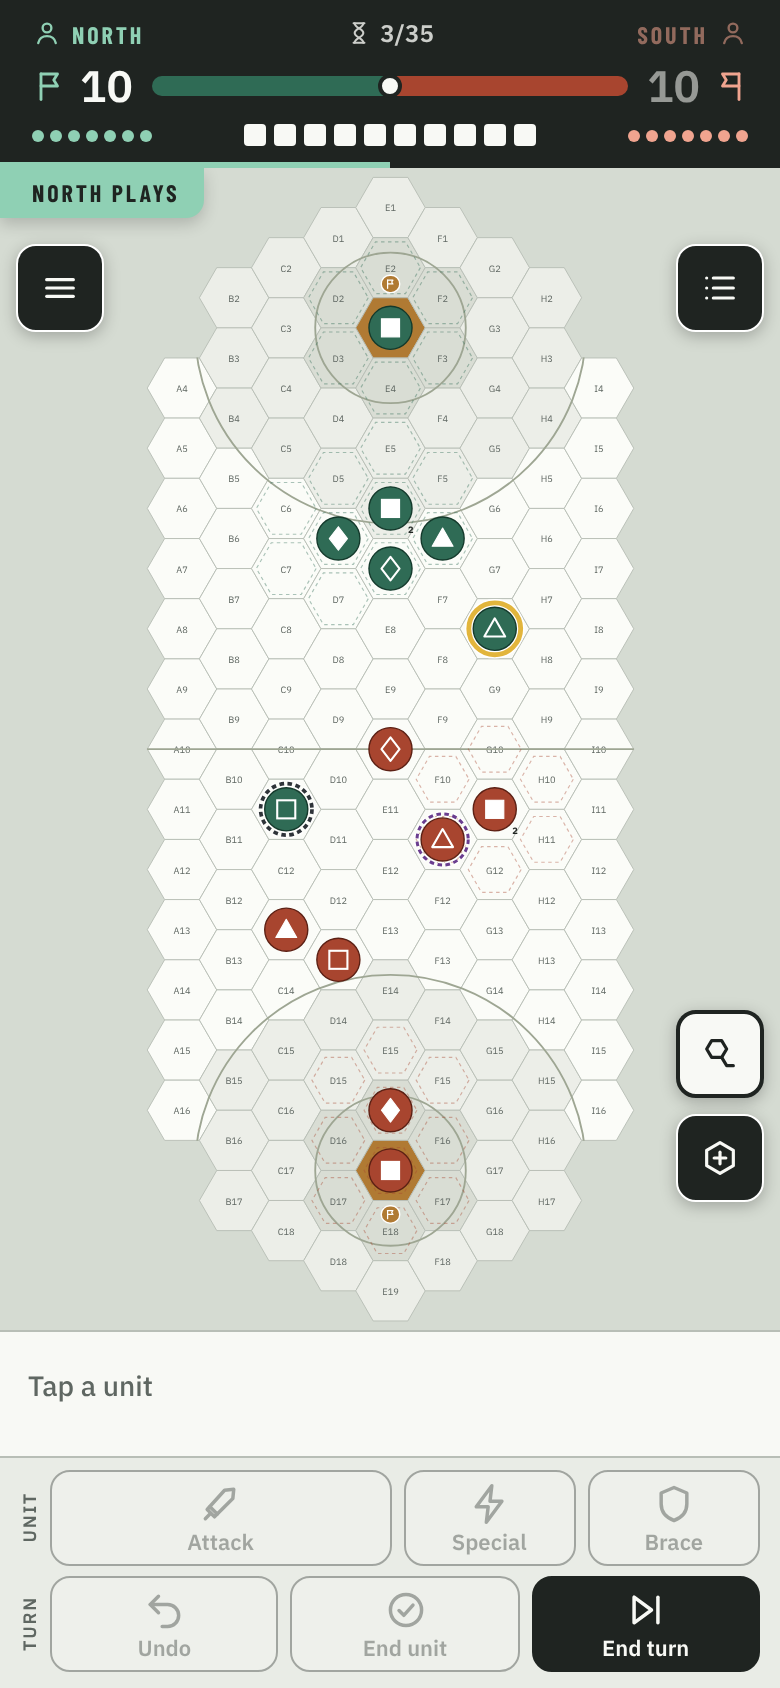 NORTH 3/35 SOUTH
10 10
NORTH PLAYS
E1
D1 F1
C2 E2 G2
B2 D2 F2 H2
C3 G3
B3 D3 F3 H3
A4 C4 E4 G4 I4
B4 D4 F4 H4
A5 C5 E5 G5 I5
B5 D5 F5 H5
A6 C6 G6 I6
2
B6 H6
A7 C7 G7 I7
B7 D7 F7 H7
A8 C8 E8 I8
B8 D8 F8 H8
A9 C9 E9 G9 I9
B9 D9 F9 H9
A10 C10 G10 I10
B10 D10 F10 H10
A11 E11 I11
2
B11 D11 H11
A12 C12 E12 G12 I12
B12 D12 F12 H12
A13 E13 G13 I13
B13 F13 H13
A14 C14 E14 G14 I14
B14 D14 F14 H14
A15 C15 E15 G15 I15
B15 D15 F15 H15
A16 C16 G16 I16
B16 D16 F16 H16
C17 G17
B17 D17 F17 H17
C18 E18 G18
D18 F18
E19
Tap a unit
UNIT
Attack Special Brace
TURN
Undo End unit End turn